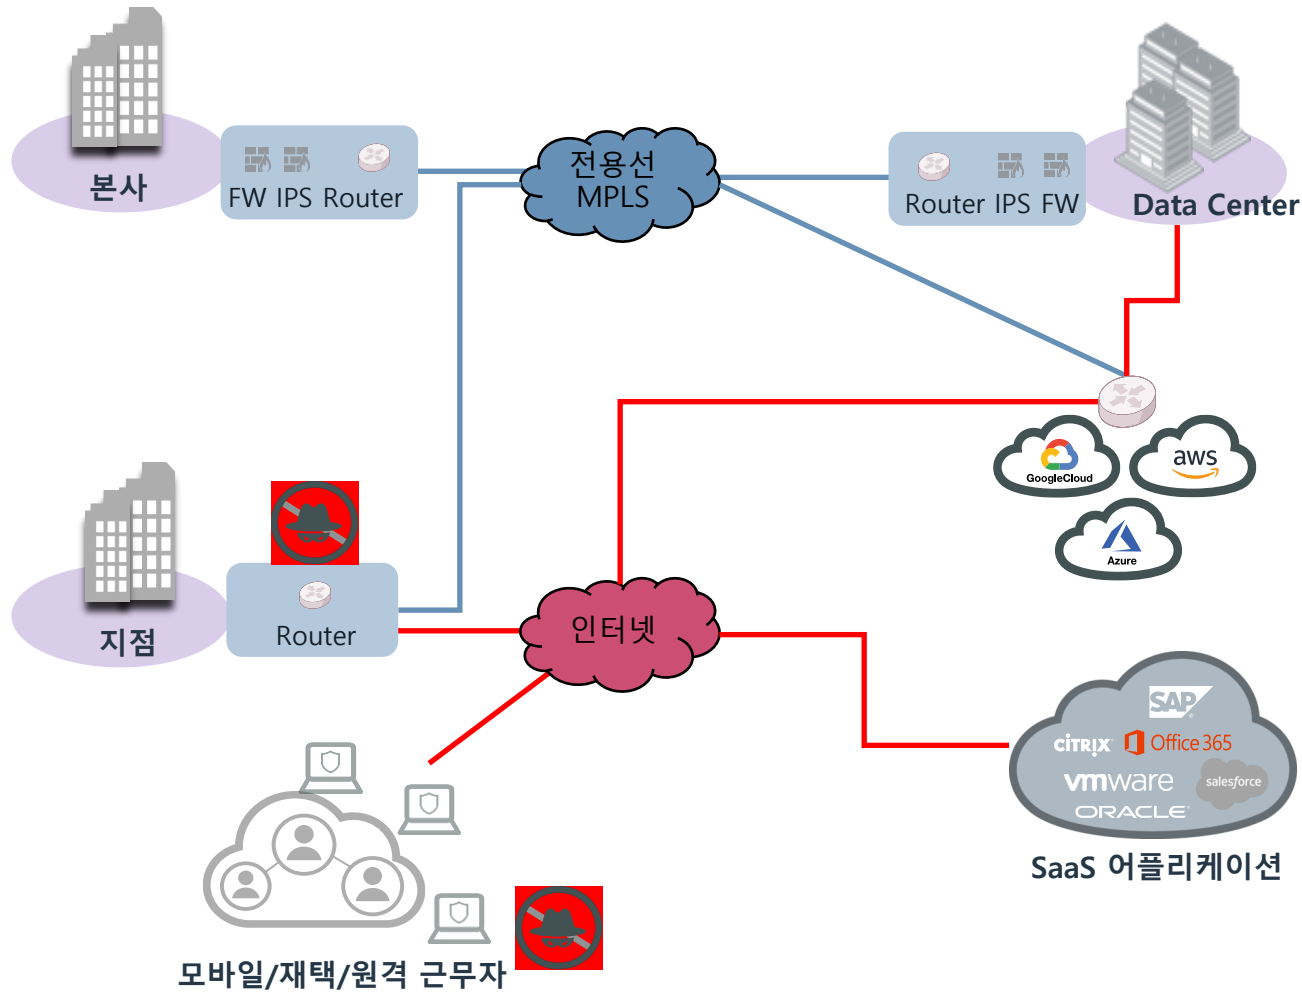 본사
FW IPS Router
전용선
MPLS
Router IPS FW
Data Center
GoogleCloud
aws
Azure
지점
Router
인터넷
SAP
CİTRIX Office 365
vmware salesforce
ORACLE
SaaS 어플리케이션
모바일/재택/원격 근무자